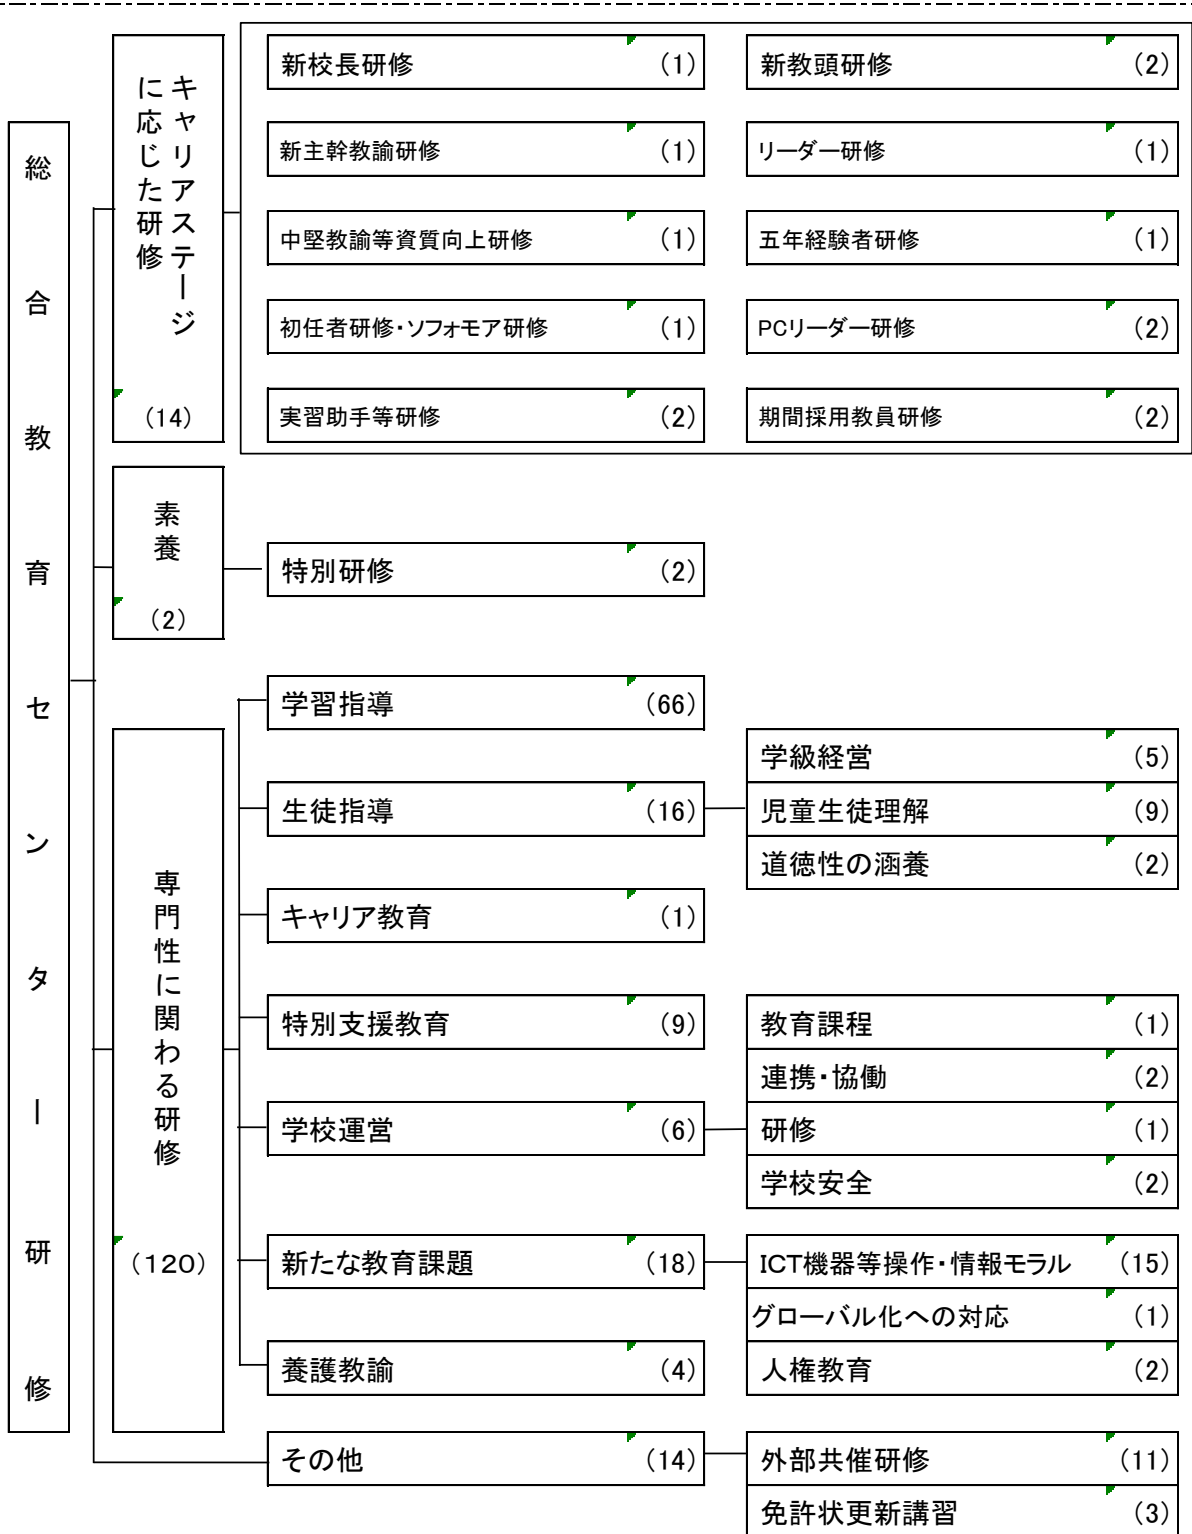 総合教育センター研修
キャリアステージ
に応じた研修
(14)
新校長研修 (1)
新教頭研修 (2)
新主幹教諭研修 (1)
リーダー研修 (1)
中堅教諭等資質向上研修 (1)
五年経験者研修 (1)
初任者研修・ソフォモア研修 (1)
PCリーダー研修 (2)
実習助手等研修 (2)
期間採用教員研修 (2)
素養
(2)
特別研修 (2)
専門性に関わる研修
(120)
学習指導 (66)
生徒指導 (16)
学級経営 (5)
児童生徒理解 (9)
道徳性の涵養 (2)
キャリア教育 (1)
特別支援教育 (9)
学校運営 (6)
教育課程 (1)
連携・協働 (2)
研修 (1)
学校安全 (2)
新たな教育課題 (18)
ICT機器等操作・情報モラル (15)
グローバル化への対応 (1)
人権教育 (2)
養護教諭 (4)
その他 (14)
外部共催研修 (11)
免許状更新講習 (3)